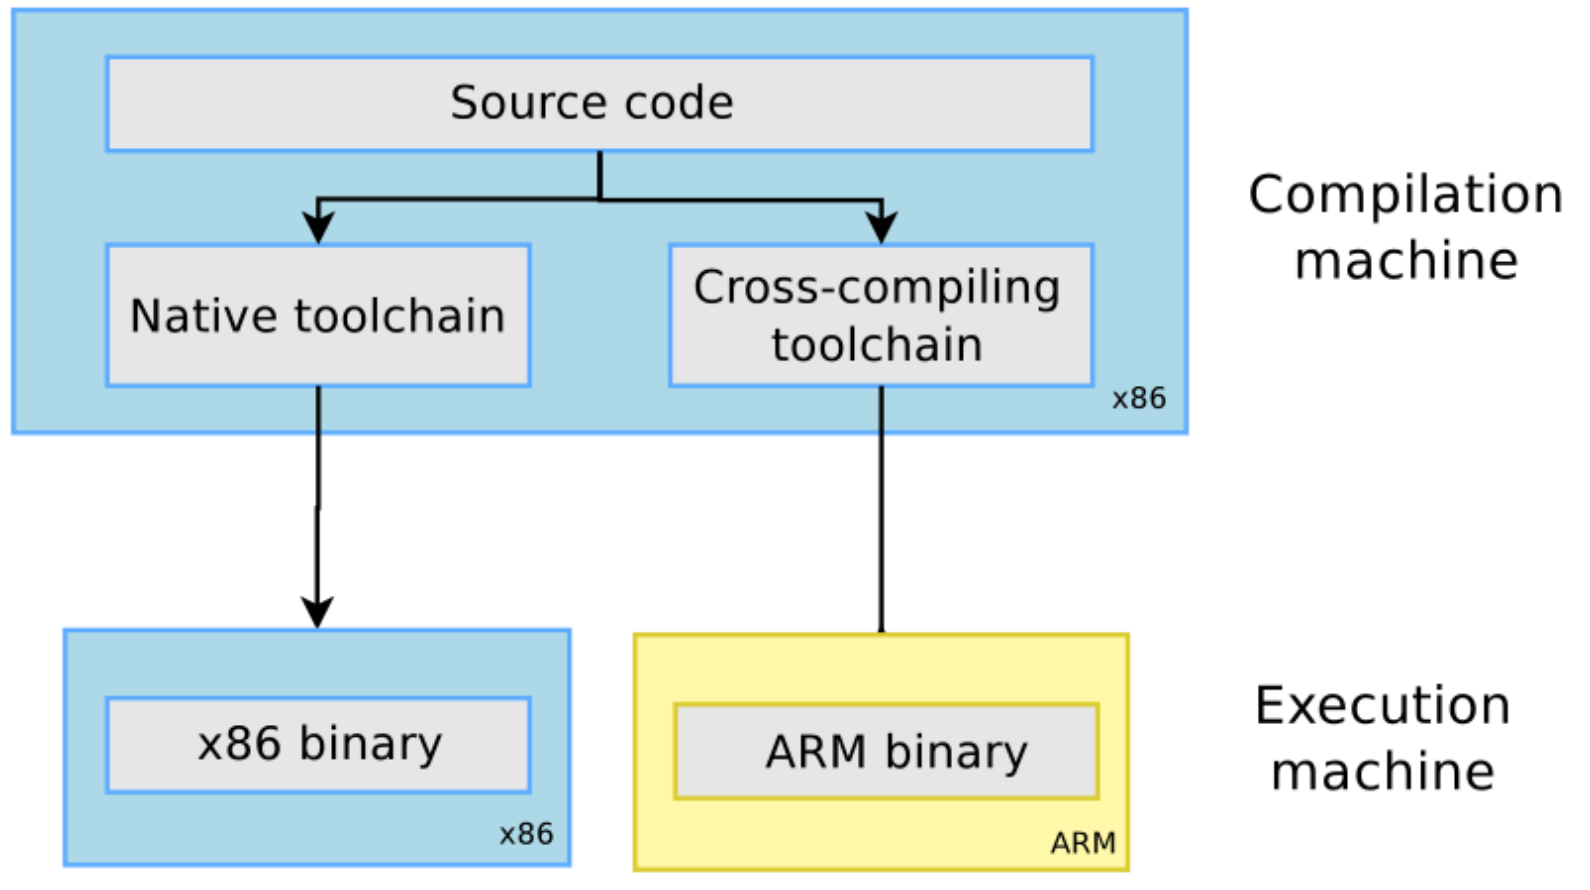 Source code
Compilation
machine
Native toolchain
Cross-compiling
toolchain
x86
x86 binary
x86
ARM binary
ARM
Execution
machine